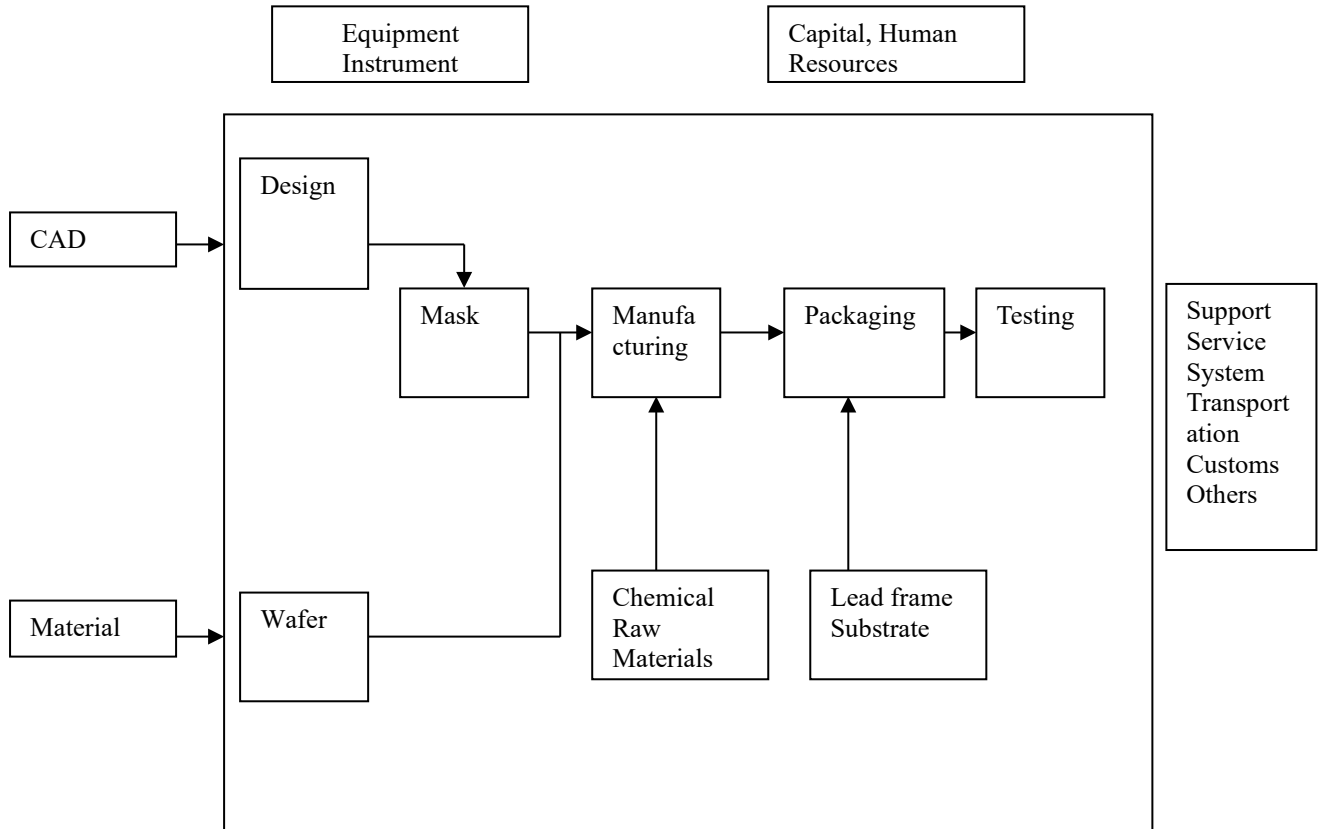 Equipment
Instrument
Capital, Human
Resources
Design
CAD
Mask
Manufa
cturing
Packaging
Testing
Support
Service
System
Transport
ation
Customs
Others
Material
Wafer
Chemical
Raw
Materials
Lead frame
Substrate